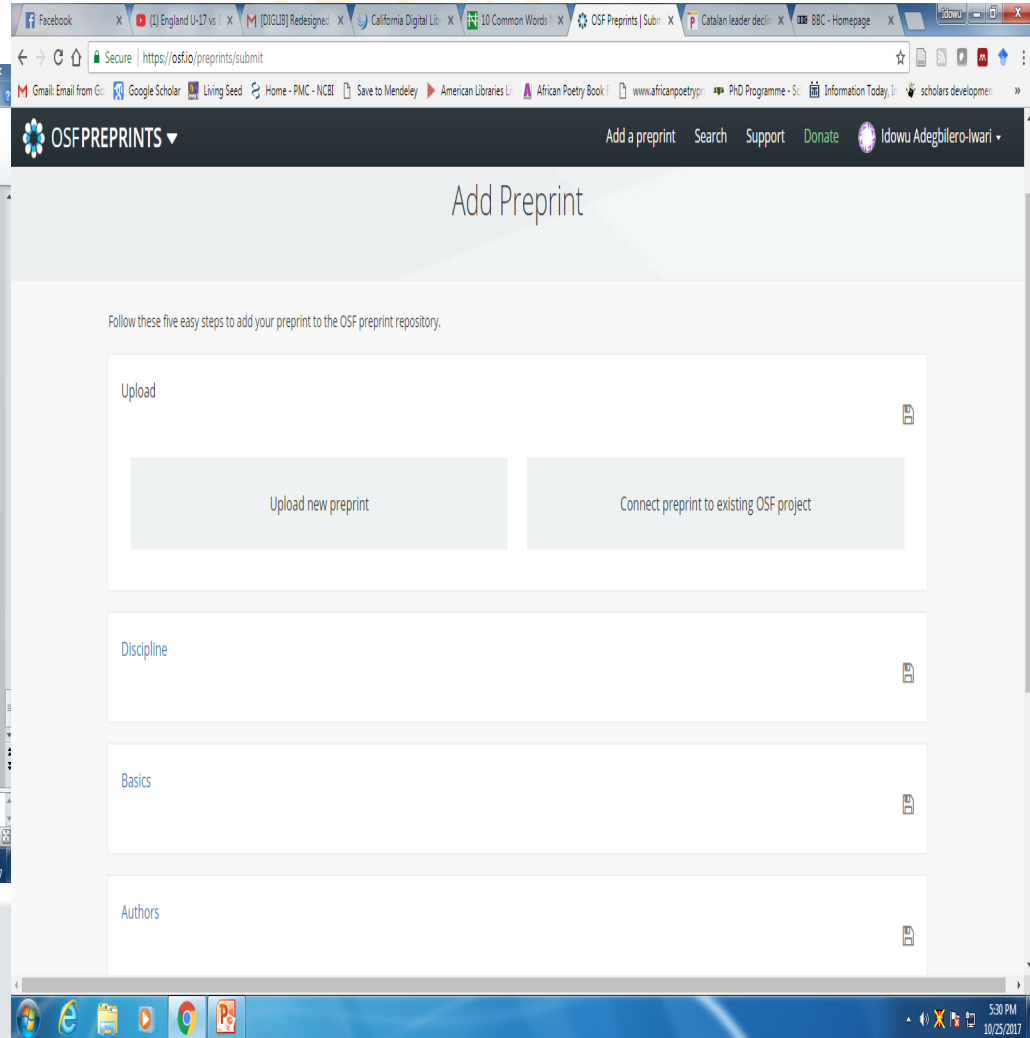 Facebook (1) England U-17 vs [DIGLIB] Redesigned California Digital Lib 10 Common Words OSF Preprints | Subm Catalan leader declin BBC - Homepage idowu
Secure | https://osf.io/preprints/submit
Gmail: Email from Go Google Scholar Living Seed Home - PMC - NCBI Save to Mendeley American Libraries Li African Poetry Book F www.africanpoetrypr PhD Programme - Sc Information Today, In scholars developmen »
OSFPREPRINTS Add a preprint Search Support Donate Idowu Adegbilero-Iwari
Add Preprint
Follow these five easy steps to add your preprint to the OSF preprint repository.
Upload
Upload new preprint Connect preprint to existing OSF project
Discipline
Basics
Authors
5:30 PM
10/25/2017